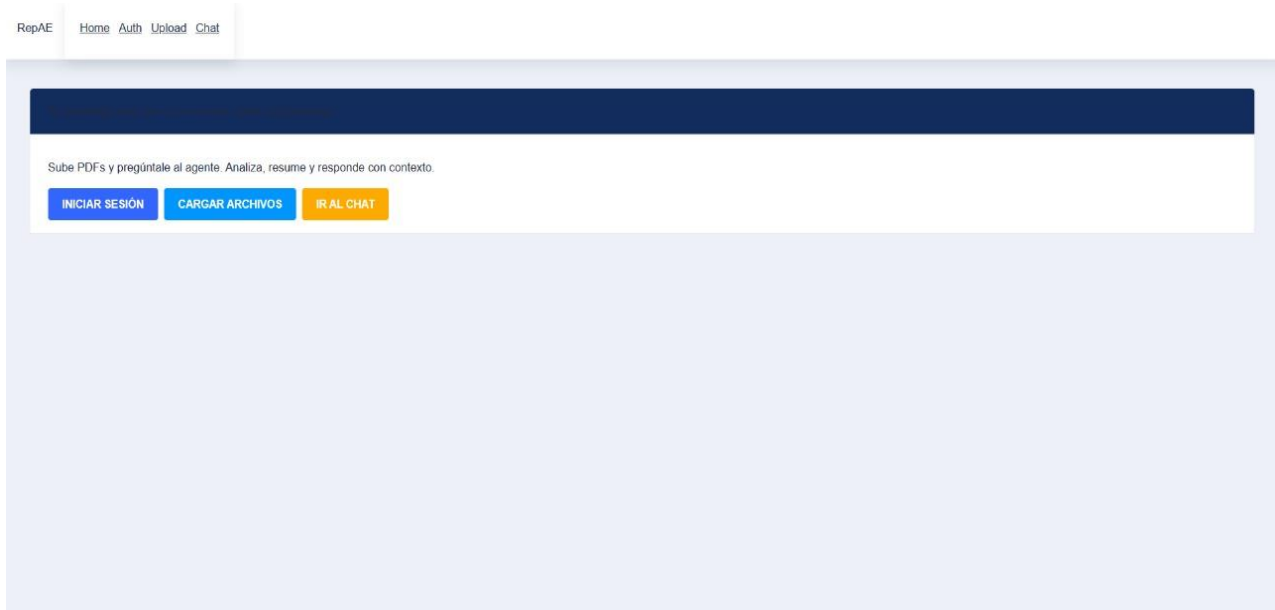 RepAE
Home Auth Upload Chat
Sube PDFs y pregúntale al agente. Analiza, resume y responde con contexto.
INICIAR SESIÓN CARGAR ARCHIVOS IR AL CHAT